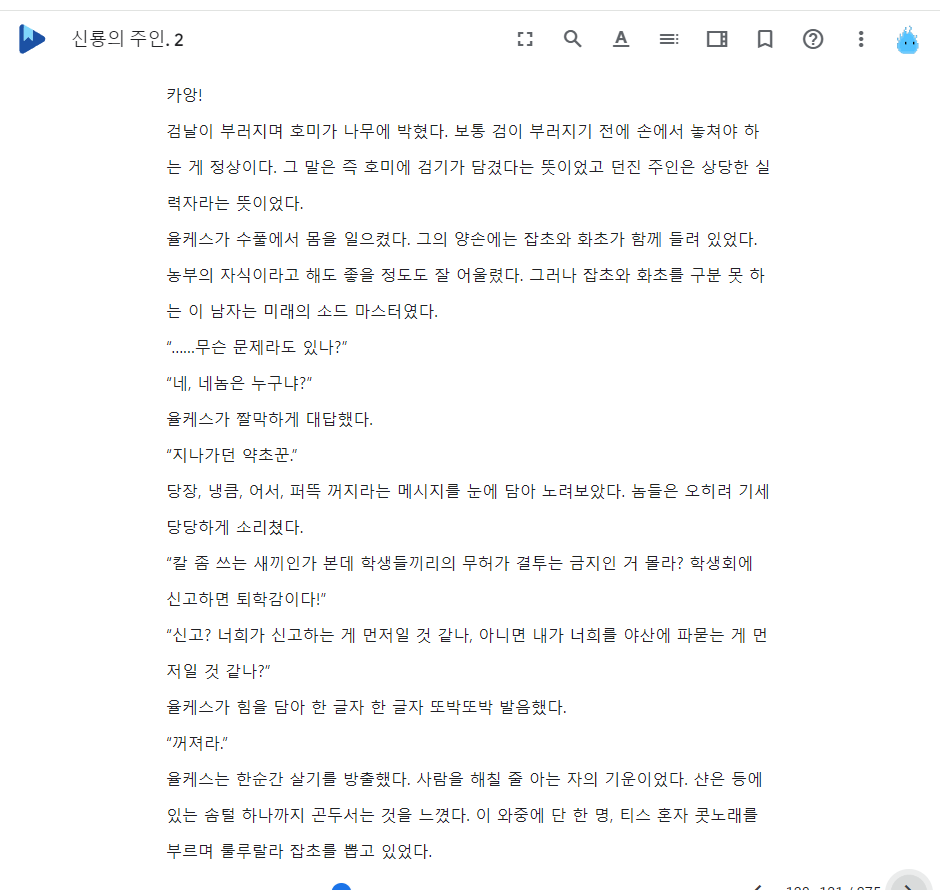 신룡의 주인. 2
카앙!
검날이 부러지며 호미가 나무에 박혔다. 보통 검이 부러지기 전에 손에서 놓쳐야 하
는 게 정상이다. 그 말은 즉 호미에 검기가 담겼다는 뜻이었고 던진 주인은 상당한 실
력자라는 뜻이었다.
율케스가 수풀에서 몸을 일으켰다. 그의 양손에는 잡초와 화초가 함께 들려 있었다.
농부의 자식이라고 해도 좋을 정도도 잘 어울렸다. 그러나 잡초와 화초를 구분 못 하
는 이 남자는 미래의 소드 마스터였다.
“……무슨 문제라도 있나?”
“네, 네놈은 누구냐?”
율케스가 짤막하게 대답했다.
“지나가던 약초꾼.”
당장, 냉큼, 어서, 퍼뜩 꺼지라는 메시지를 눈에 담아 노려보았다. 놈들은 오히려 기세
당당하게 소리쳤다.
“칼 좀 쓰는 새끼인가 본데 학생들끼리의 무허가 결투는 금지인 거 몰라? 학생회에
신고하면 퇴학감이다!”
“신고? 너희가 신고하는 게 먼저일 것 같나, 아니면 내가 너희를 야산에 파묻는 게 먼
저일 것 같나?”
율케스가 힘을 담아 한 글자 한 글자 또박또박 발음했다.
“꺼져라.”
율케스는 한순간 살기를 방출했다. 사람을 해칠 줄 아는 자의 기운이었다. 샨은 등에
있는 솜털 하나까지 곤두서는 것을 느꼈다. 이 와중에 단 한 명, 티스 혼자 콧노래를
부르며 룰루랄라 잡초를 뽑고 있었다.